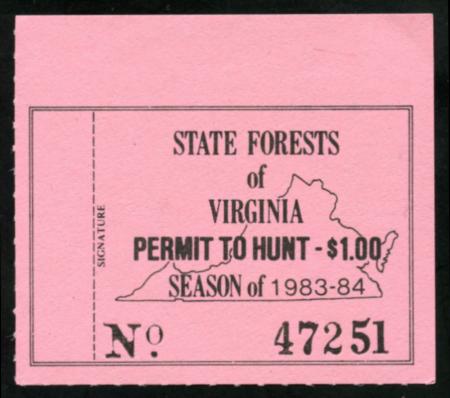 STATE FORESTS
of
VIRGINIA
PERMIT TO HUNT - $1.00
SEASON of 1983-84
SIGNATURE
No. 47251